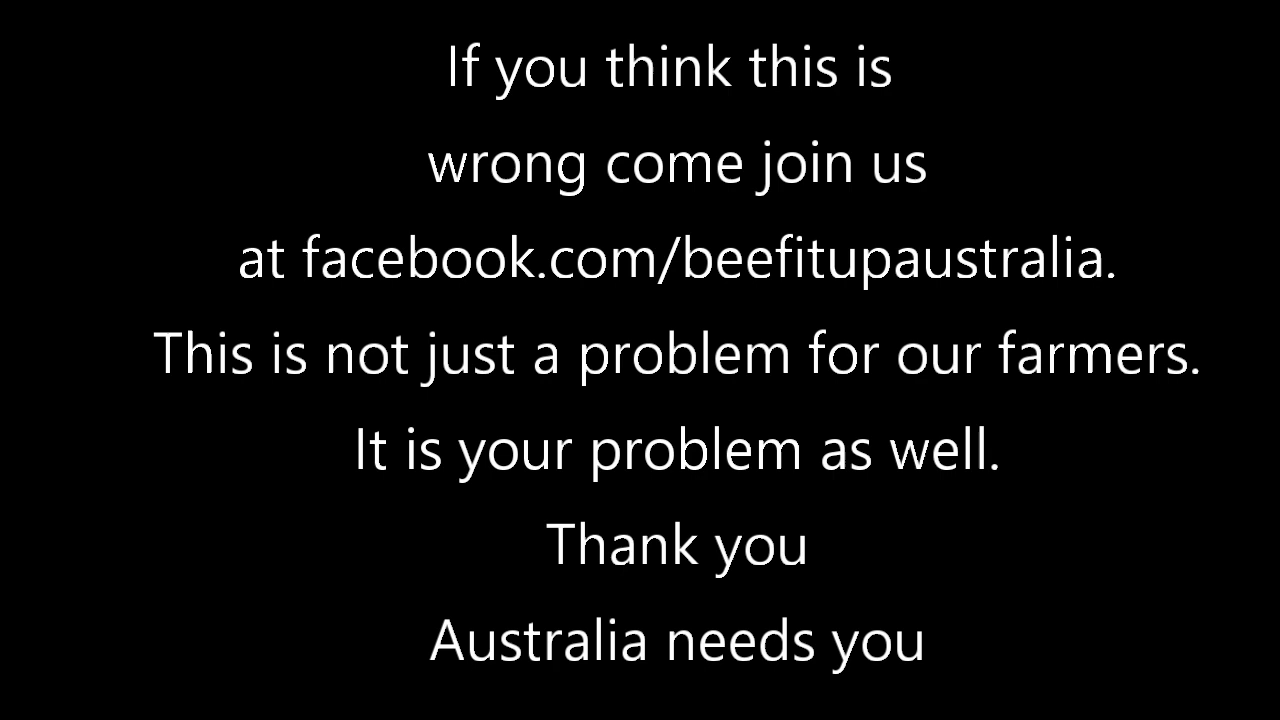 If you think this is
wrong come join us
at facebook.com/beefitupaustralia.
This is not just a problem for our farmers.
It is your problem as well.
Thank you
Australia needs you